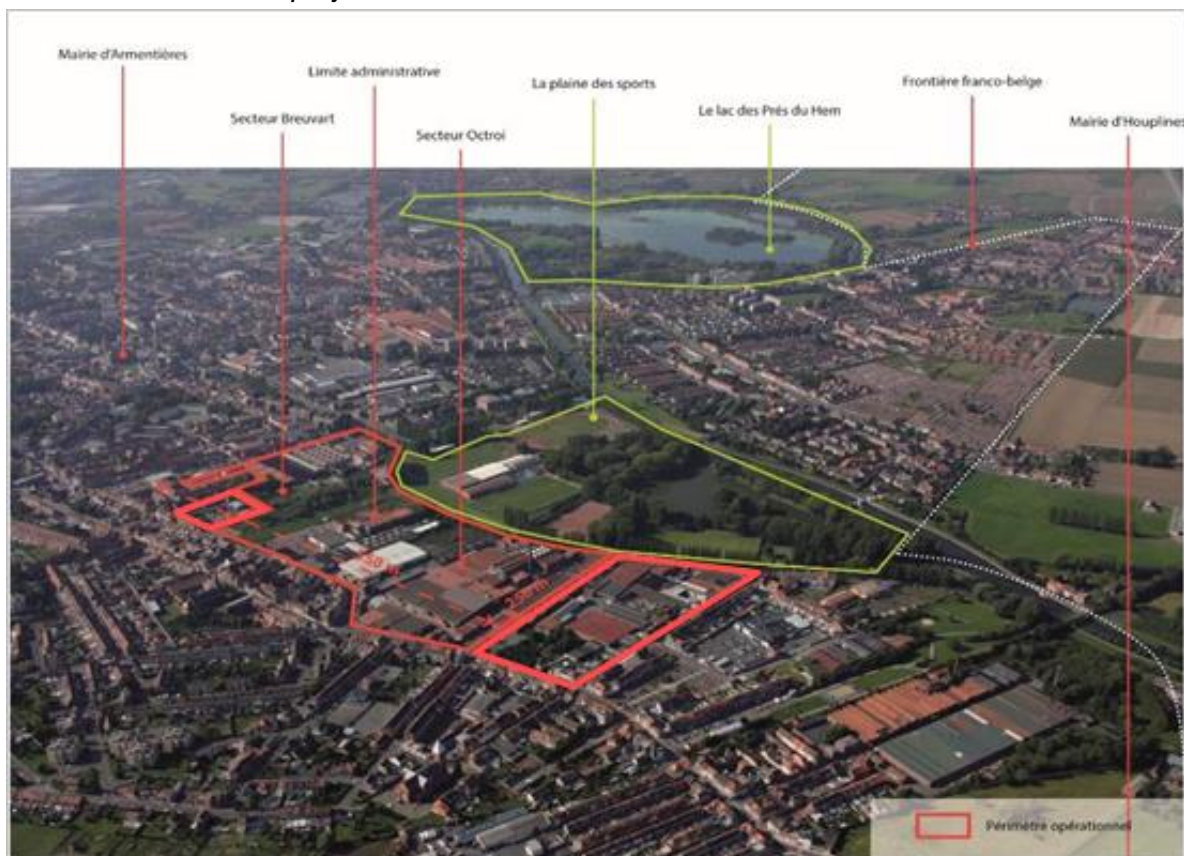 Mairie d'Armentières
Limite administrative
La plaine des sports
Frontière franco-belge
Secteur Breuvart
Secteur Octroi
Le lac des Prés du Hem
Mairie d'Houplines
Périmètre opérationnel